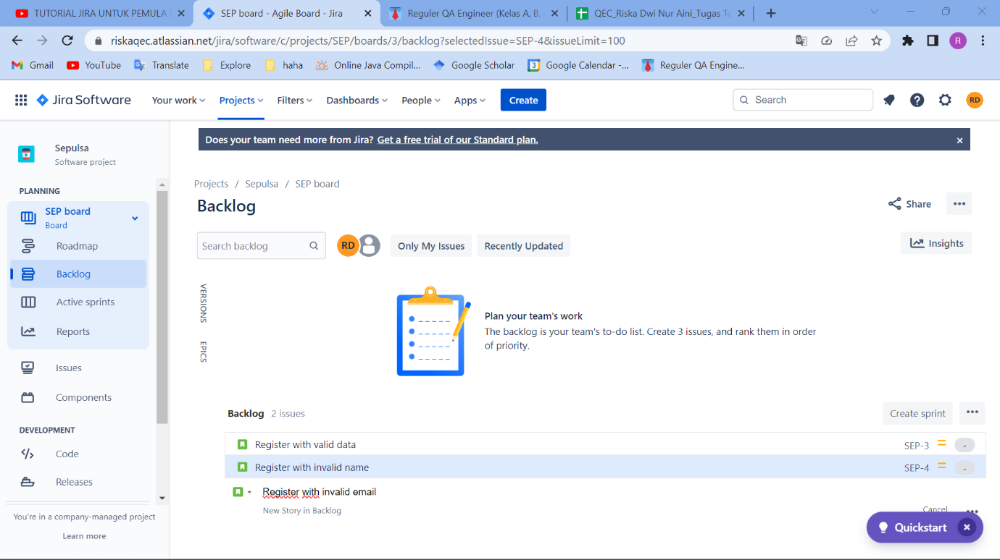 TUTORIAL JIRA UNTUK PEMULA
SEP board - Agile Board - Jira
Reguler QA Engineer (Kelas A, B,
QEC_Riska Dwi Nur Aini_Tugas
riskaqec.atlassian.net/jira/software/c/projects/SEP/boards/3/backlog?selectedIssue=SEP-4&issueLimit=100
R
Gmail
YouTube
Translate
Explore
haha
Online Java Compil...
Google Scholar
Google Calendar -...
Reguler QA Engine...
Jira Software
Your work
Projects
Filters
Dashboards
People
Apps
Create
Search
RD
Does your team need more from Jira? Get a free trial of our Standard plan.
Sepulsa
Software project
PLANNING
SEP board
Board
Roadmap
Backlog
Active sprints
Reports
Issues
Components
DEVELOPMENT
Code
Releases
You're in a company-managed project
Learn more
Projects / Sepulsa / SEP board
Backlog
Share
Search backlog
RD
Only My Issues
Recently Updated
Insights
VERSIONS
EPICS
Plan your team's work
The backlog is your team's to-do list. Create 3 issues, and rank them in order
of priority.
Backlog 2 issues
Create sprint
Register with valid data
SEP-3
-
Register with invalid name
SEP-4
-
Register with invalid email
New Story in Backlog
Cancel
Quickstart